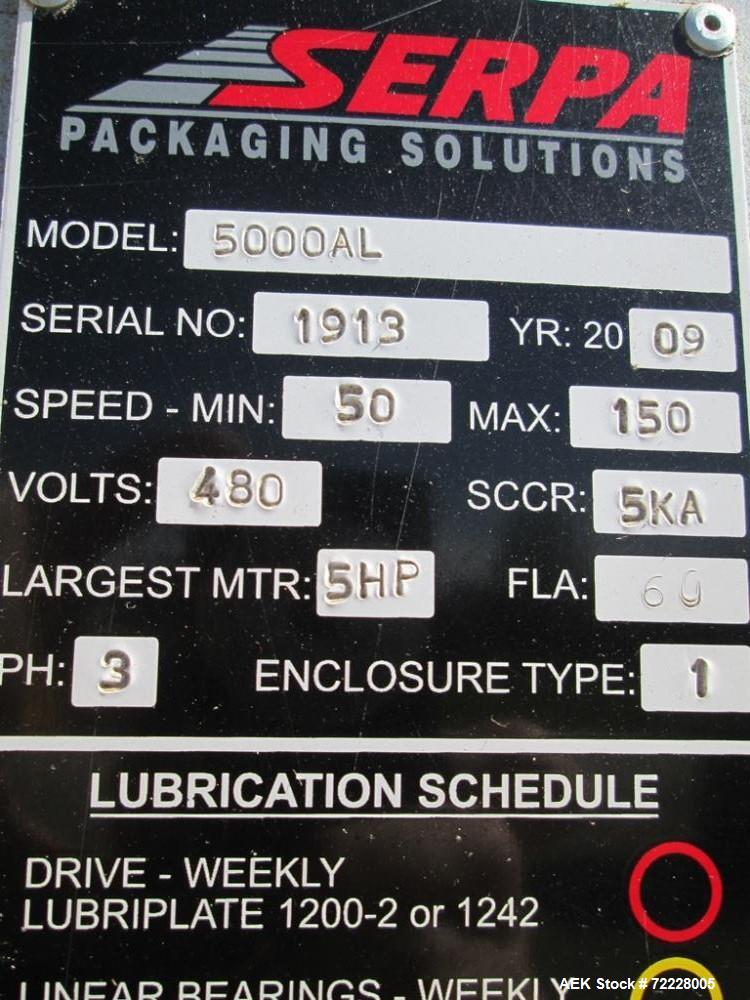 SERPA
PACKAGING SOLUTIONS
MODEL: 5000AL
SERIAL NO: 1913 YR: 20 09
SPEED - MIN: 50 MAX: 150
VOLTS: 480 SCCR: 5KA
LARGEST MTR: 5HP FLA: 60
PH: 3 ENCLOSURE TYPE: 1
LUBRICATION SCHEDULE
DRIVE - WEEKLY
LUBRIPLATE 1200-2 or 1242
LINEAR BEARINGS - WEEKLY
AEK Stock # 72228005